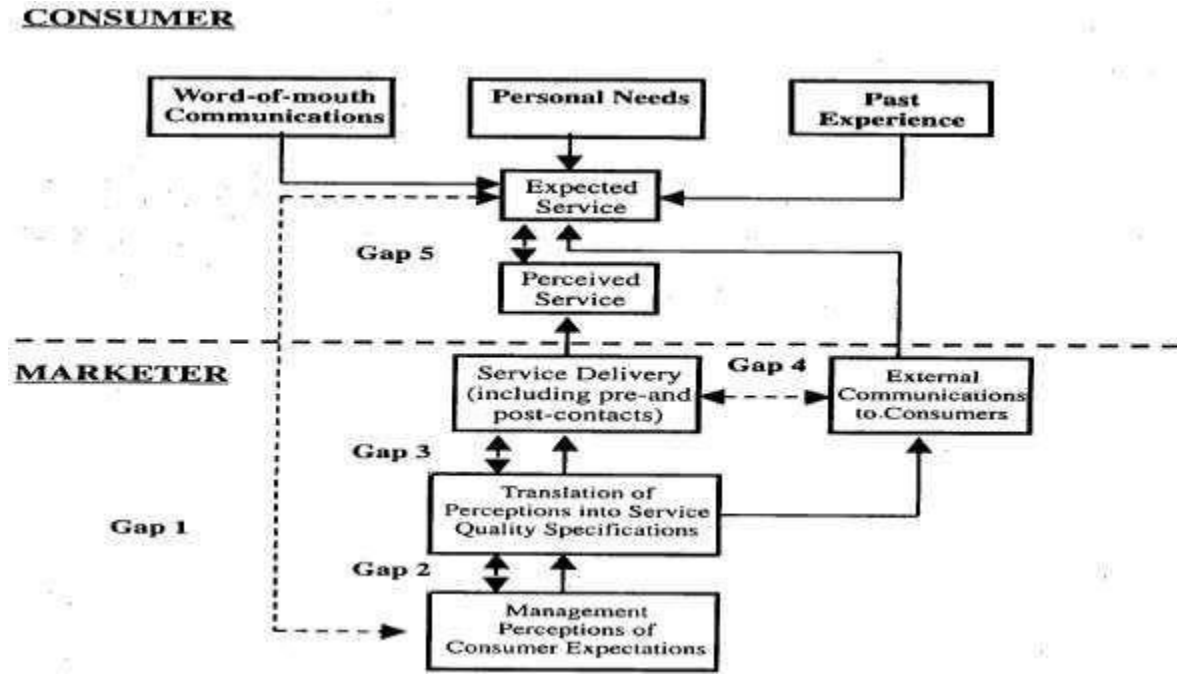 CONSUMER
Word-of-mouth
Communications
Personal Needs
Past
Experience
Expected
Service
Gap 5
Perceived
Service
MARKETER
Service Delivery
(including pre-and
post-contacts)
Gap 4
External
Communications
to Consumers
Gap 3
Translation of
Perceptions into Service
Quality Specifications
Gap 1
Gap 2
Management
Perceptions of
Consumer Expectations